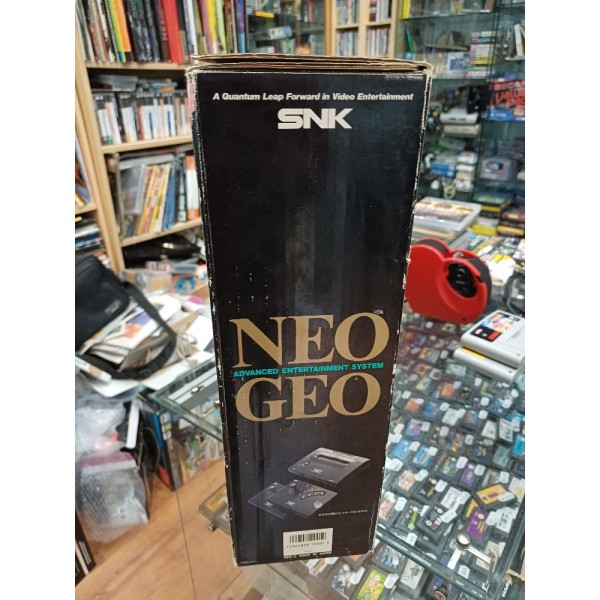 A Quantum Leap Forward in Video Entertainment
SNK
NEO
ADVANCED ENTERTAINMENT SYSTEM
GEO